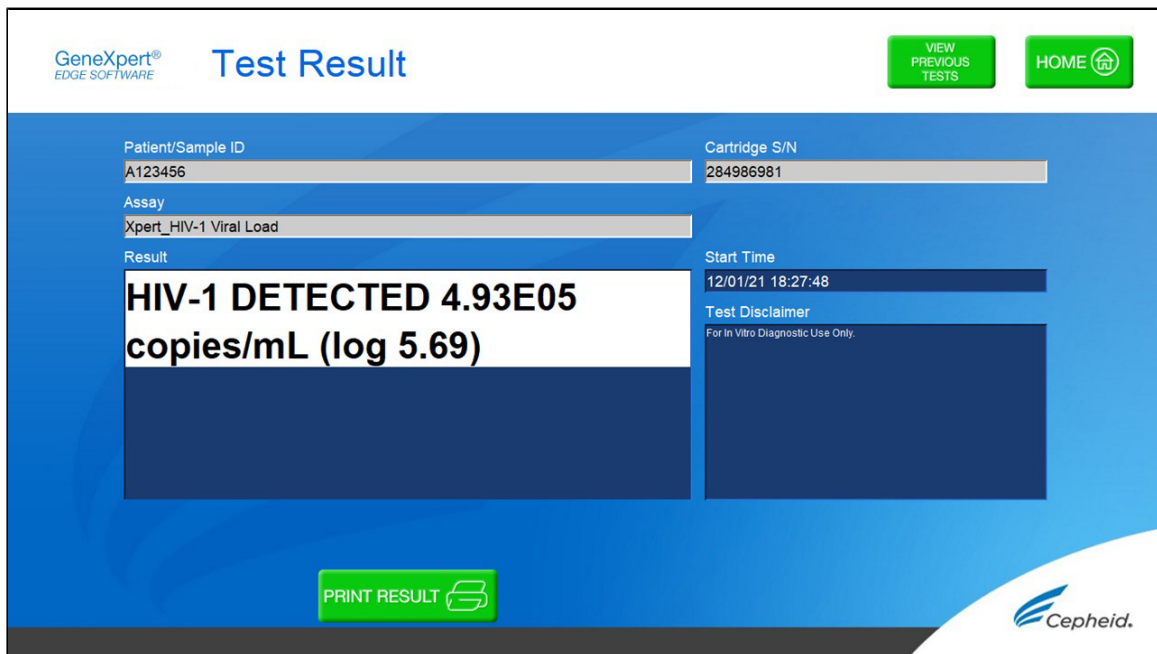 GeneXpert®
EDGE SOFTWARE
Test Result
VIEW
PREVIOUS
TESTS
HOME
Patient/Sample ID
A123456
Cartridge S/N
284986981
Assay
Xpert_HIV-1 Viral Load
Result
HIV-1 DETECTED 4.93E05
copies/mL (log 5.69)
Start Time
12/01/21 18:27:48
Test Disclaimer
For In Vitro Diagnostic Use Only.
PRINT RESULT
Cepheid.